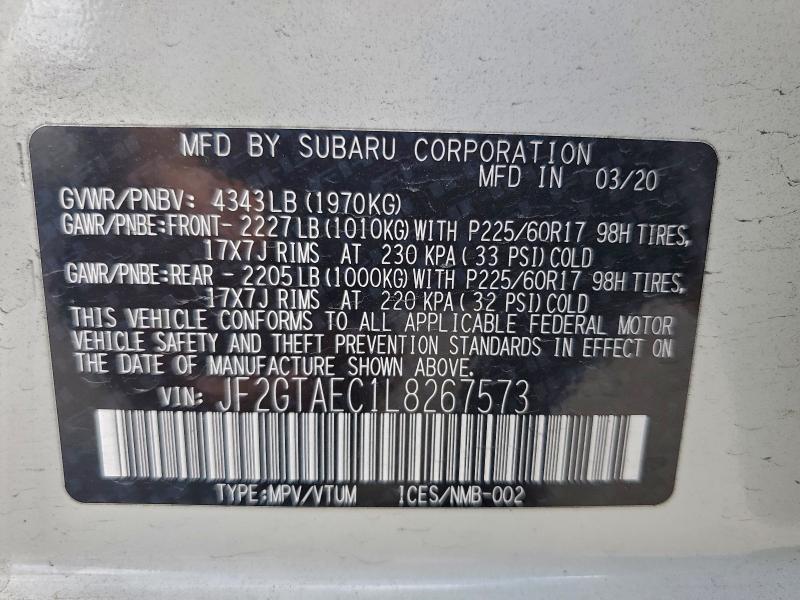 MFD BY SUBARU CORPORATION
MFD IN 03/20
GVWR/PNBV: 4343LB (1970KG)
GAWR/PNBE:FRONT- 2227LB (1010KG) WITH P225/60R17 98H TIRES,
17X7J RIMS AT 230 KPA ( 33 PSI) COLD
GAWR/PNBE:REAR - 2205LB (1000KG) WITH P225/60R17 98H TIRES,
17X7J RIMS AT 220 KPA ( 32 PSI) COLD
THIS VEHICLE CONFORMS TO ALL APPLICABLE FEDERAL MOTOR
VEHICLE SAFETY AND THEFT PREVENTION STANDARDS IN EFFECT ON
THE DATE OF MANUFACTURE SHOWN ABOVE.
VIN: JF2GTAEC1L8267573
TYPE:MPV/VTUM ICES/NMB-002